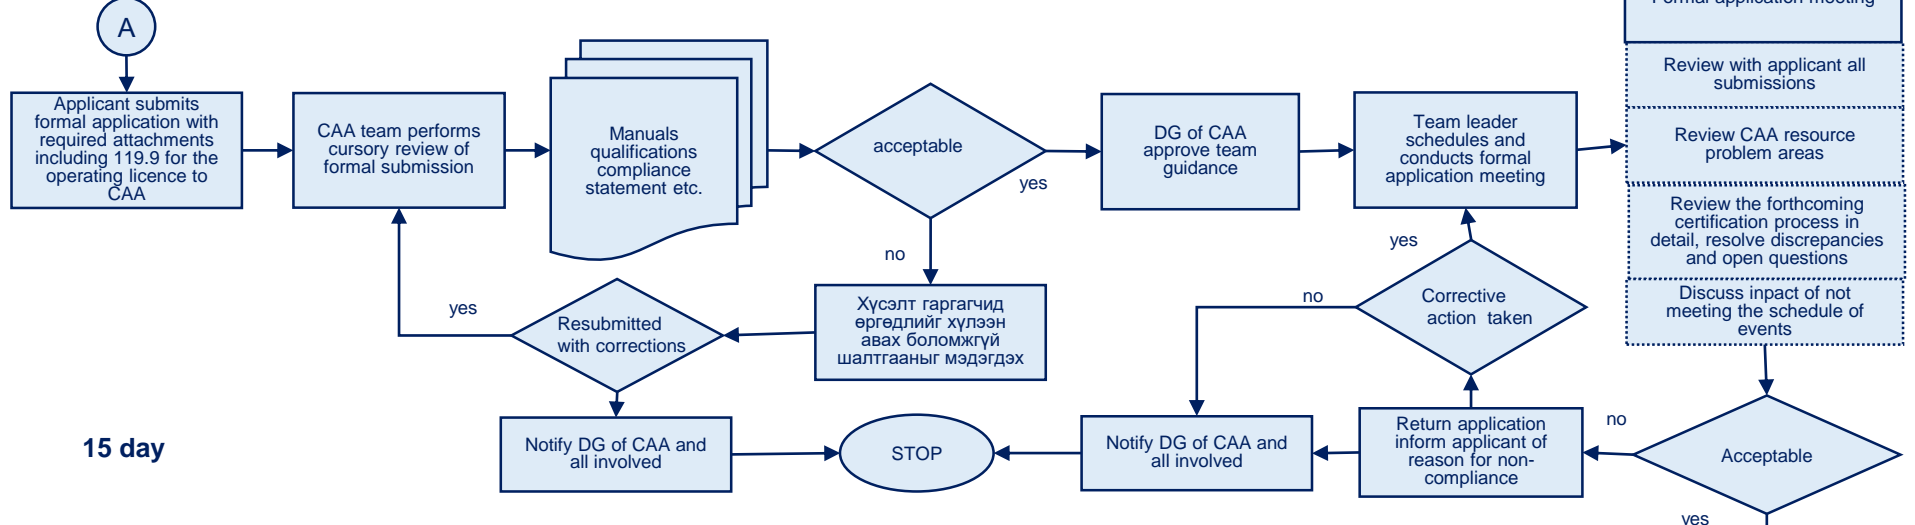 A
Formal application meeting
Applicant submits
formal application with
required attachments
including 119.9 for the
operating licence to
CAA
CAA team performs
cursory review of
formal submission
Manuals
qualifications
compliance
statement etc.
acceptable
yes
no
DG of CAA
approve team
guidance
Team leader
schedules and
conducts formal
application meeting
Review with applicant all
submissions
Review CAA resource
problem areas
Review the forthcoming
certification process in
detail, resolve discrepancies
and open questions
Discuss inpact of not
meeting the schedule of
events
Хүсэлт гаргагчид
өргөдлийг хүлээн
авах боломжгүй
шалтгааныг мэдэгдэх
yes
Resubmitted
with corrections
yes
no
Corrective
action taken
15 day
Notify DG of CAA and
all involved
STOP
Notify DG of CAA and
all involved
Return application
inform applicant of
reason for non-
compliance
no
Acceptable
yes